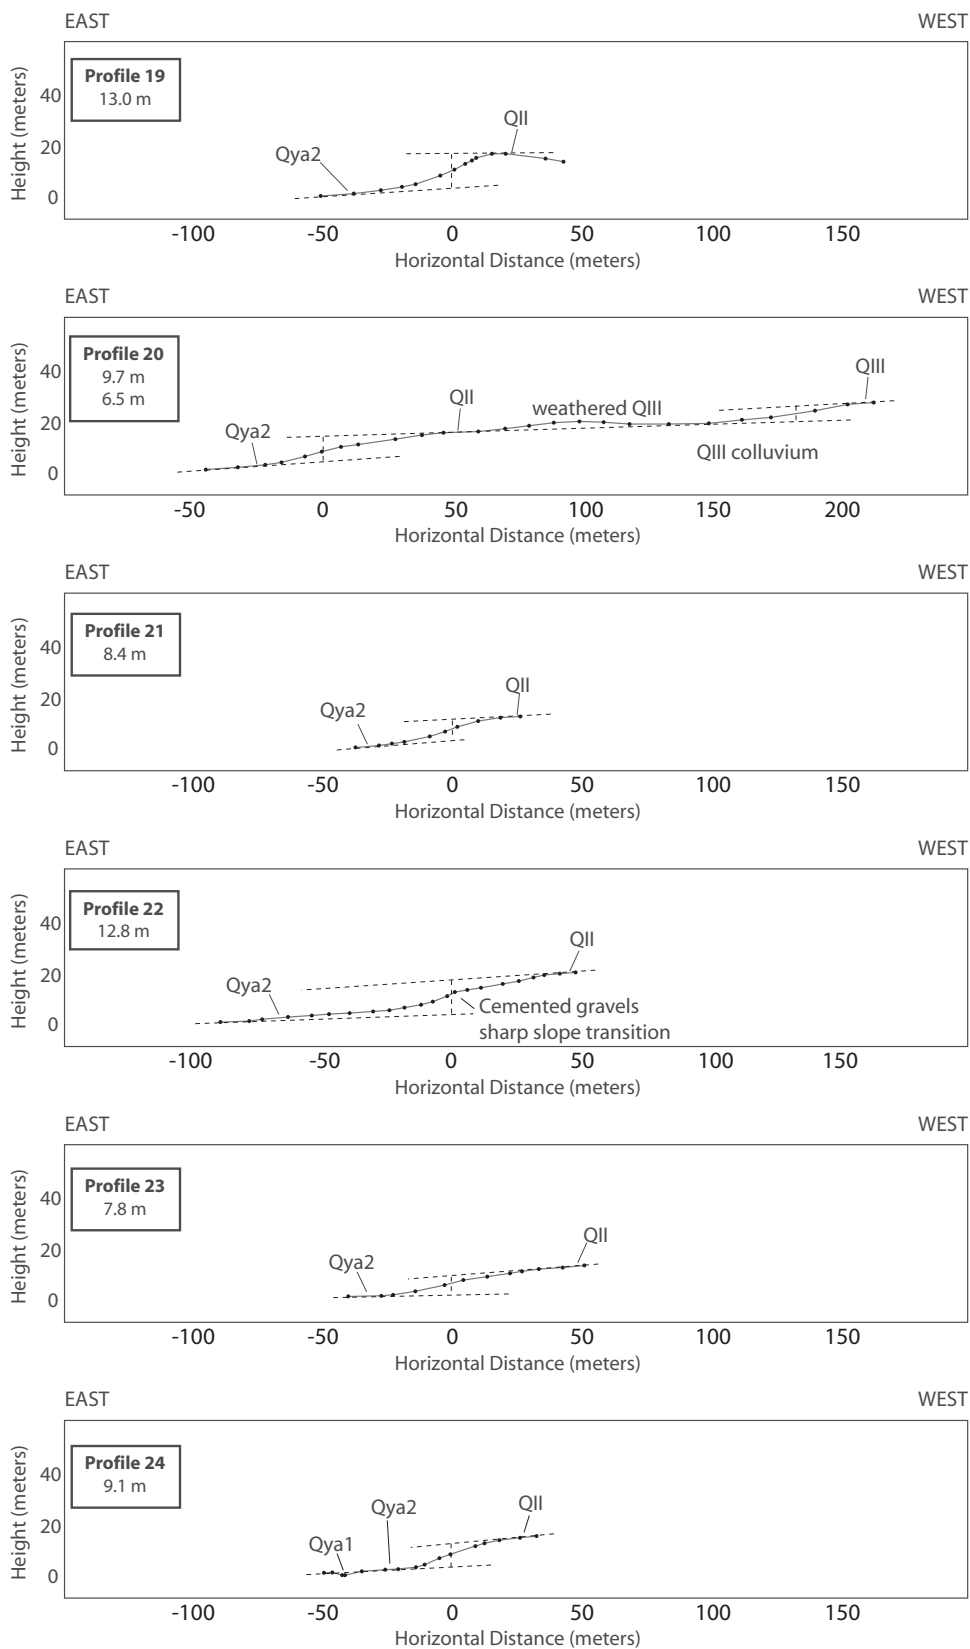 EAST WEST
Profile 19
13.0 m
Height (meters)
40
20
0
Qya2
QII
-100 -50 0 50 100 150
Horizontal Distance (meters)
EAST WEST
Profile 20
9.7 m
6.5 m
Height (meters)
40
20
0
Qya2
QII
weathered QIII
QIII
QIII colluvium
-50 0 50 100 150 200
Horizontal Distance (meters)
EAST WEST
Profile 21
8.4 m
Height (meters)
40
20
0
Qya2
QII
-100 -50 0 50 100 150
Horizontal Distance (meters)
EAST WEST
Profile 22
12.8 m
Height (meters)
40
20
0
Qya2
QII
Cemented gravels
sharp slope transition
-100 -50 0 50 100 150
Horizontal Distance (meters)
EAST WEST
Profile 23
7.8 m
Height (meters)
40
20
0
Qya2
QII
-100 -50 0 50 100 150
Horizontal Distance (meters)
EAST WEST
Profile 24
9.1 m
Height (meters)
40
20
0
Qya1
Qya2
QII
-100 -50 0 50 100 150
Horizontal Distance (meters)